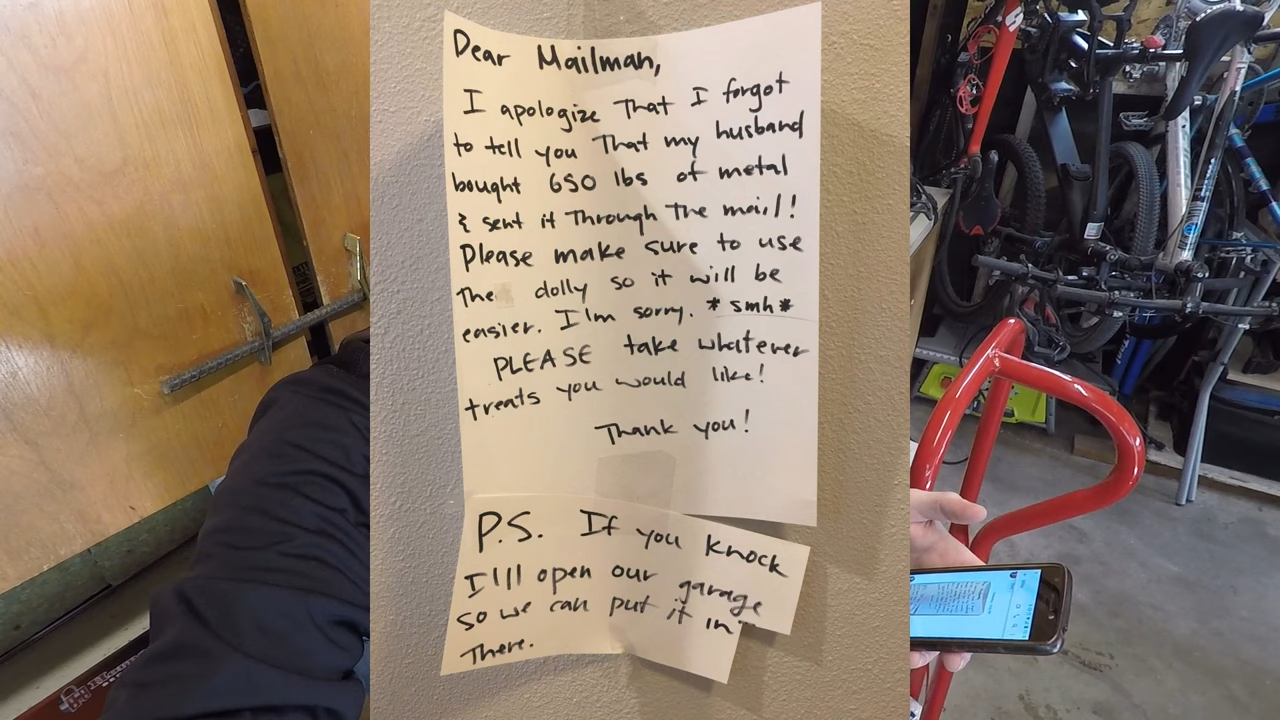 Dear Mailman,
I apologize That I forgot
to tell you That my husband
bought 650 lbs of metal
& sent it Through The mail!
Please make sure to use
The dolly so it will be
easier. I'm sorry. *smh*
PLEASE take whatever
treats you would like!
Thank you!
P.S. If you knock
I'll open our garage
so we can put it in
There.